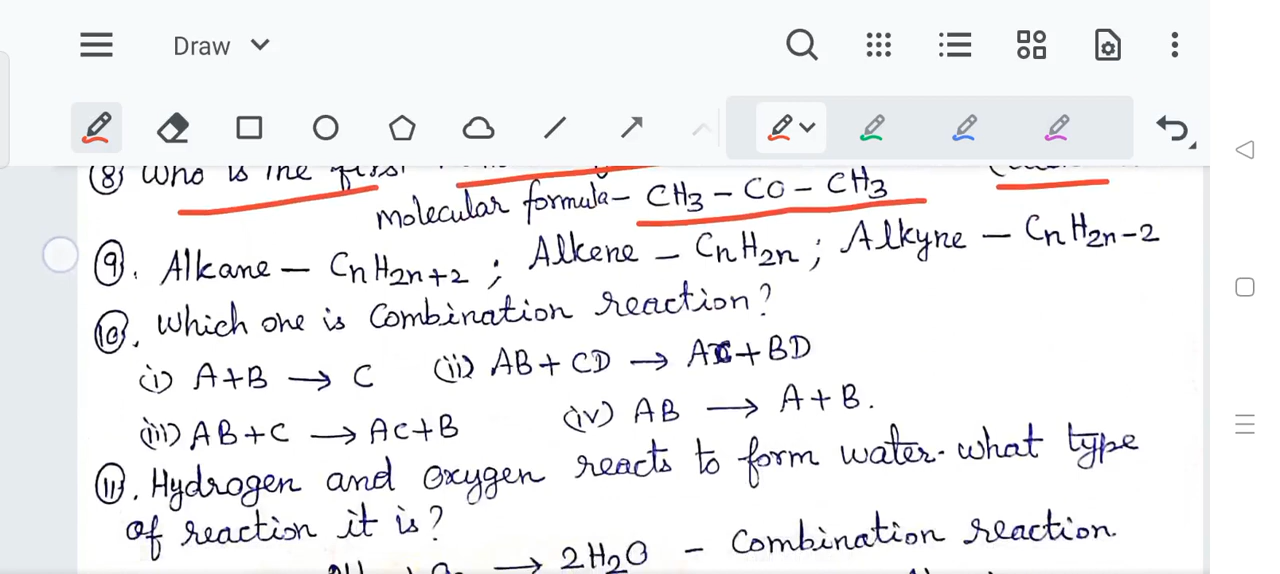 Draw
(8) Who is the first
molecular formula – CH3 – CO – CH3
(9). Alkane – CnH2n+2 ; Alkene – CnH2n ; Alkyne – CnH2n-2
(10). Which one is Combination reaction?
(i) A+B → C (ii) AB + CD → AC + BD
(iii) AB+C → AC+B (iv) AB → A + B.
(11). Hydrogen and Oxygen reacts to form water. what type
of reaction it is?
→ 2H2O – Combination reaction.